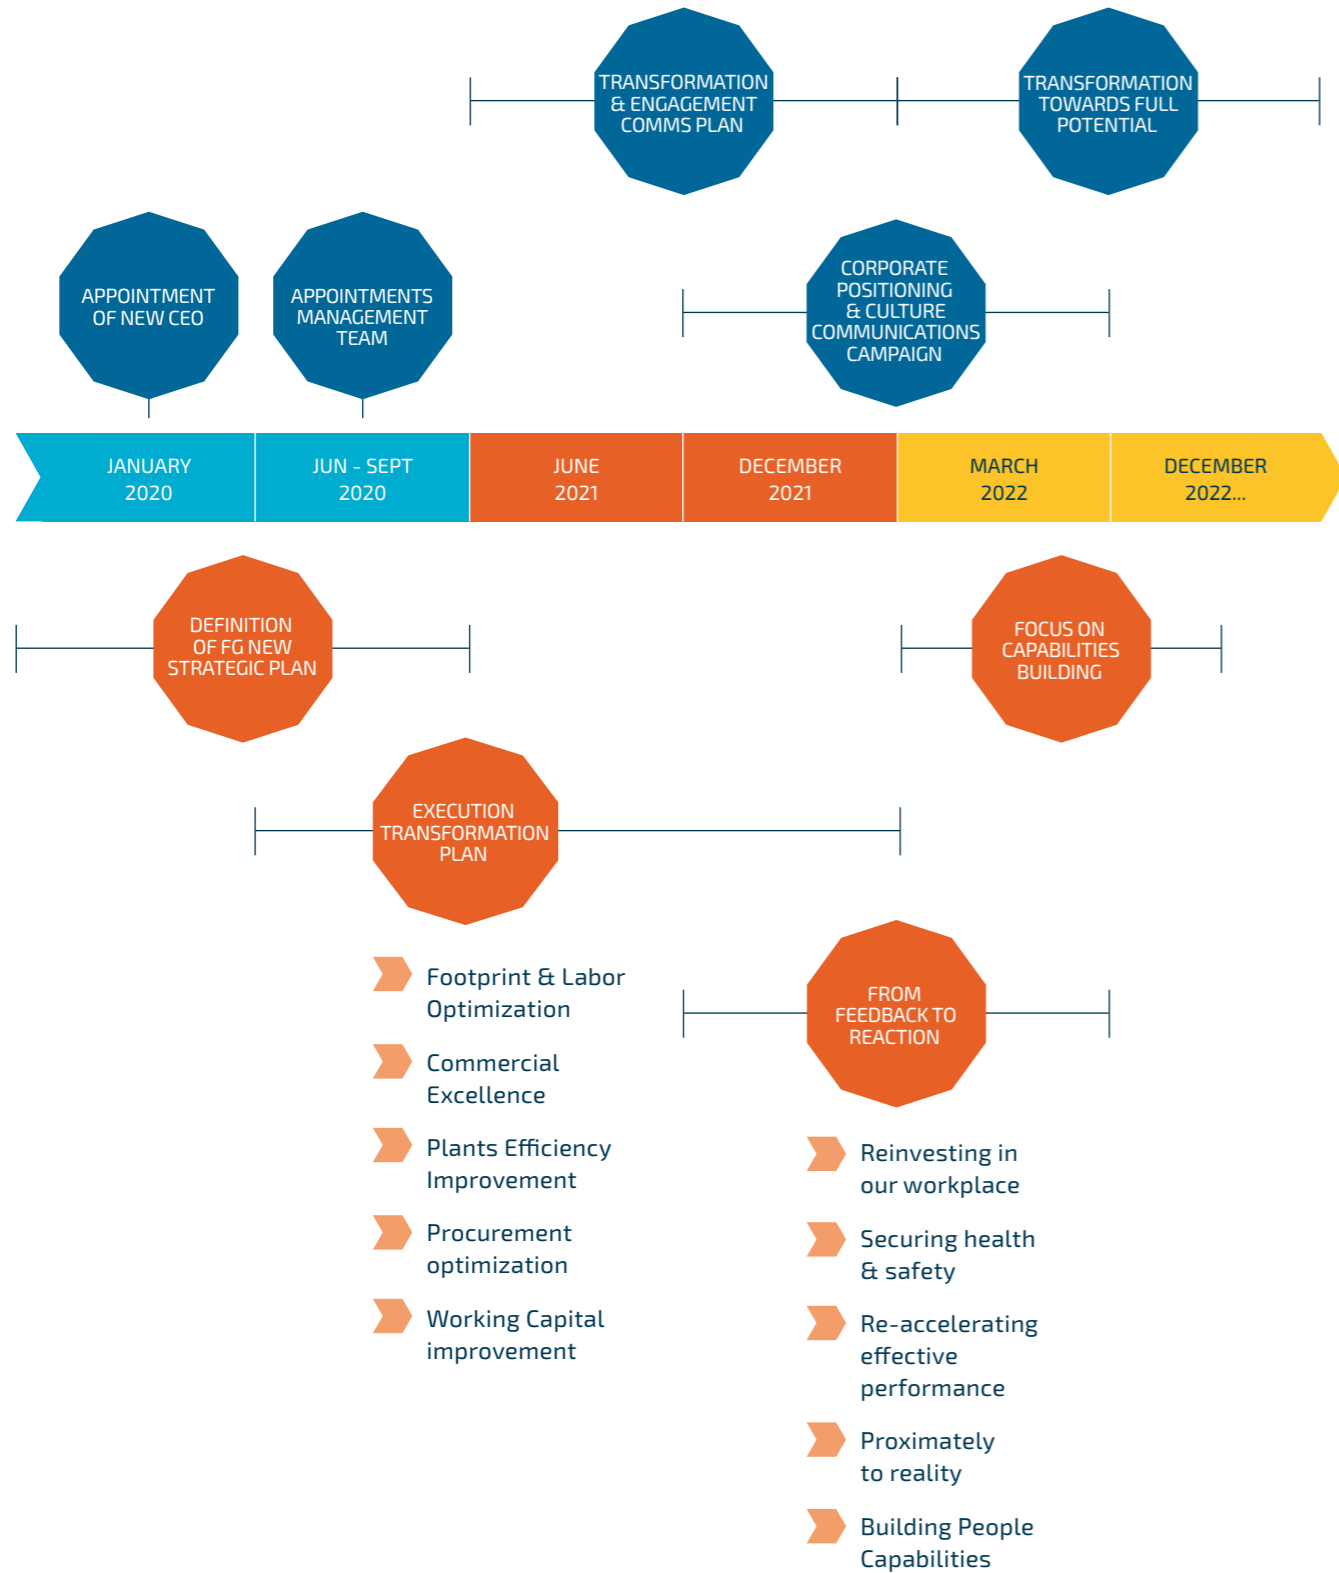 TRANSFORMATION
& ENGAGEMENT
COMMS PLAN
TRANSFORMATION
TOWARDS FULL
POTENTIAL
APPOINTMENT
OF NEW CEO
APPOINTMENTS
MANAGEMENT
TEAM
CORPORATE
POSITIONING
& CULTURE
COMMUNICATIONS
CAMPAIGN
JANUARY
2020
JUN - SEPT
2020
JUNE
2021
DECEMBER
2021
MARCH
2022
DECEMBER
2022...
DEFINITION
OF FG NEW
STRATEGIC PLAN
FOCUS ON
CAPABILITIES
BUILDING
EXECUTION
TRANSFORMATION
PLAN
Footprint & Labor
Optimization
Commercial
Excellence
Plants Efficiency
Improvement
Procurement
optimization
Working Capital
improvement
FROM
FEEDBACK TO
REACTION
Reinvesting in
our workplace
Securing health
& safety
Re-accelerating
effective
performance
Proximately
to reality
Building People
Capabilities